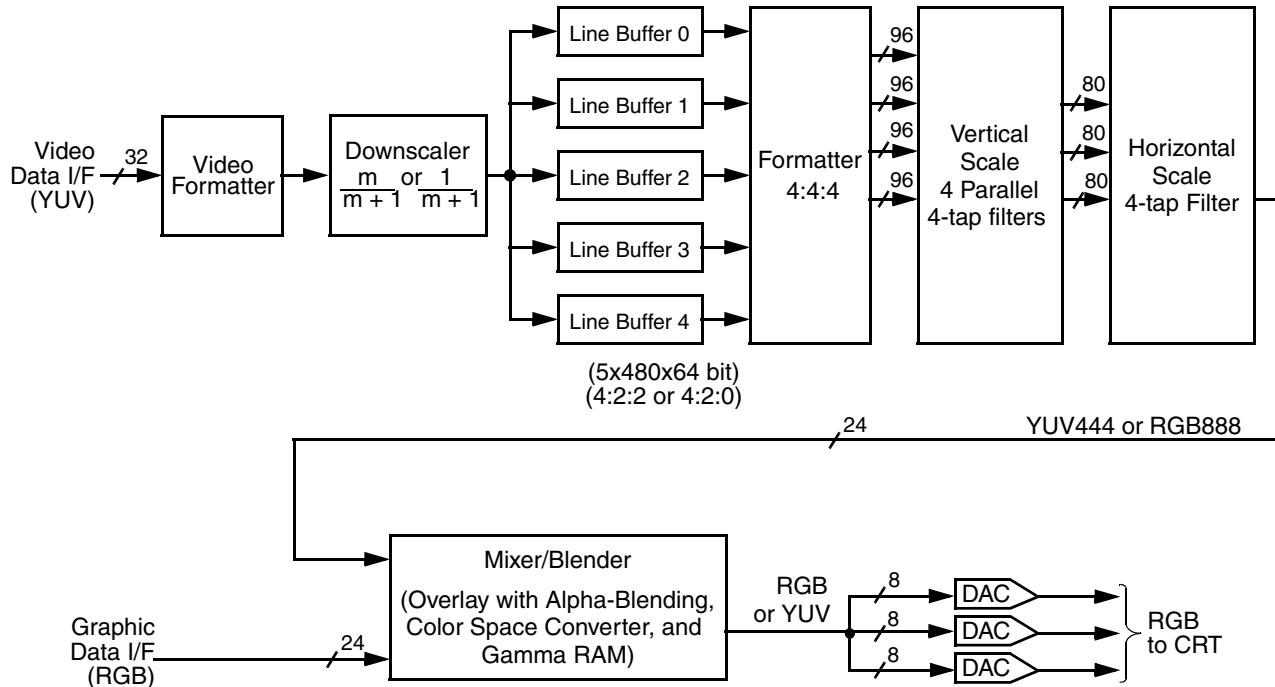 Video
Data I/F
(YUV)
32
Video
Formatter
Downscaler
m
m + 1
, or
1
m + 1
Line Buffer 0
Line Buffer 1
Line Buffer 2
Line Buffer 3
Line Buffer 4
(5x480x64 bit)
(4:2:2 or 4:2:0)
Formatter
4:4:4
96
96
96
96
Vertical
Scale
4 Parallel
4-tap filters
80
80
80
Horizontal
Scale
4-tap Filter
24
YUV444 or RGB888
Graphic
Data I/F
(RGB)
24
Mixer/Blender
(Overlay with Alpha-Blending,
Color Space Converter, and
Gamma RAM)
RGB
or YUV
8
8
8
DAC
DAC
DAC
RGB
to CRT